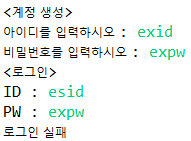 <계정 생성>
아이디를 입력하시오 : exid
비밀번호를 입력하시오 : expw
<로그인>
ID : esid
PW : expw
로그인 실패